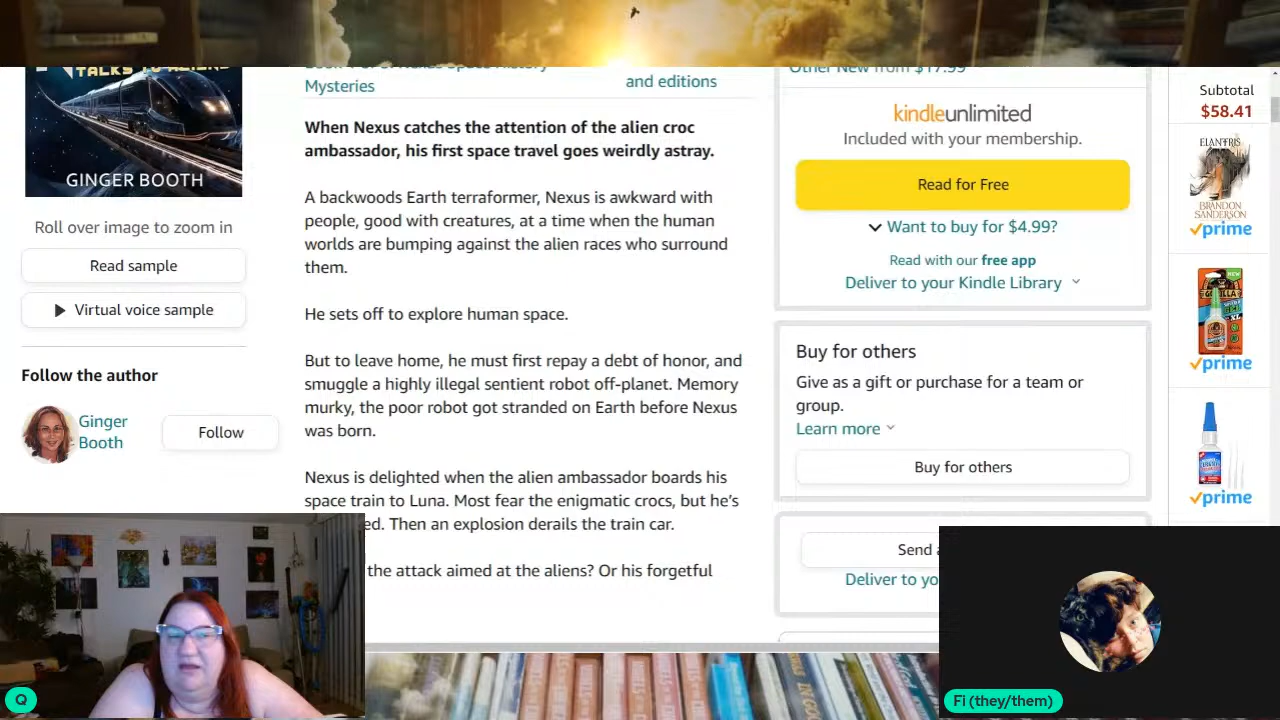 TALKS TO ALIENS
GINGER BOOTH
Roll over image to zoom in
Read sample
Virtual voice sample
Follow the author
Ginger
Booth
Follow
Mysteries
and editions
When Nexus catches the attention of the alien croc
ambassador, his first space travel goes weirdly astray.
A backwoods Earth terraformer, Nexus is awkward with
people, good with creatures, at a time when the human
worlds are bumping against the alien races who surround
them.
He sets off to explore human space.
But to leave home, he must first repay a debt of honor, and
smuggle a highly illegal sentient robot off-planet. Memory
murky, the poor robot got stranded on Earth before Nexus
was born.
Nexus is delighted when the alien ambassador boards his
space train to Luna. Most fear the enigmatic crocs, but he's
ed. Then an explosion derails the train car.
the attack aimed at the aliens? Or his forgetful
Other New from $17.99
kindleunlimited
Included with your membership.
Read for Free
Want to buy for $4.99?
Read with our free app
Deliver to your Kindle Library
Buy for others
Give as a gift or purchase for a team or
group.
Learn more
Buy for others
Send a
Deliver to yo
Subtotal
$58.41
ELANTRIS
BRANDON
SANDERSON
prime
GORILLA
prime
prime
Q
Fi (they/them)